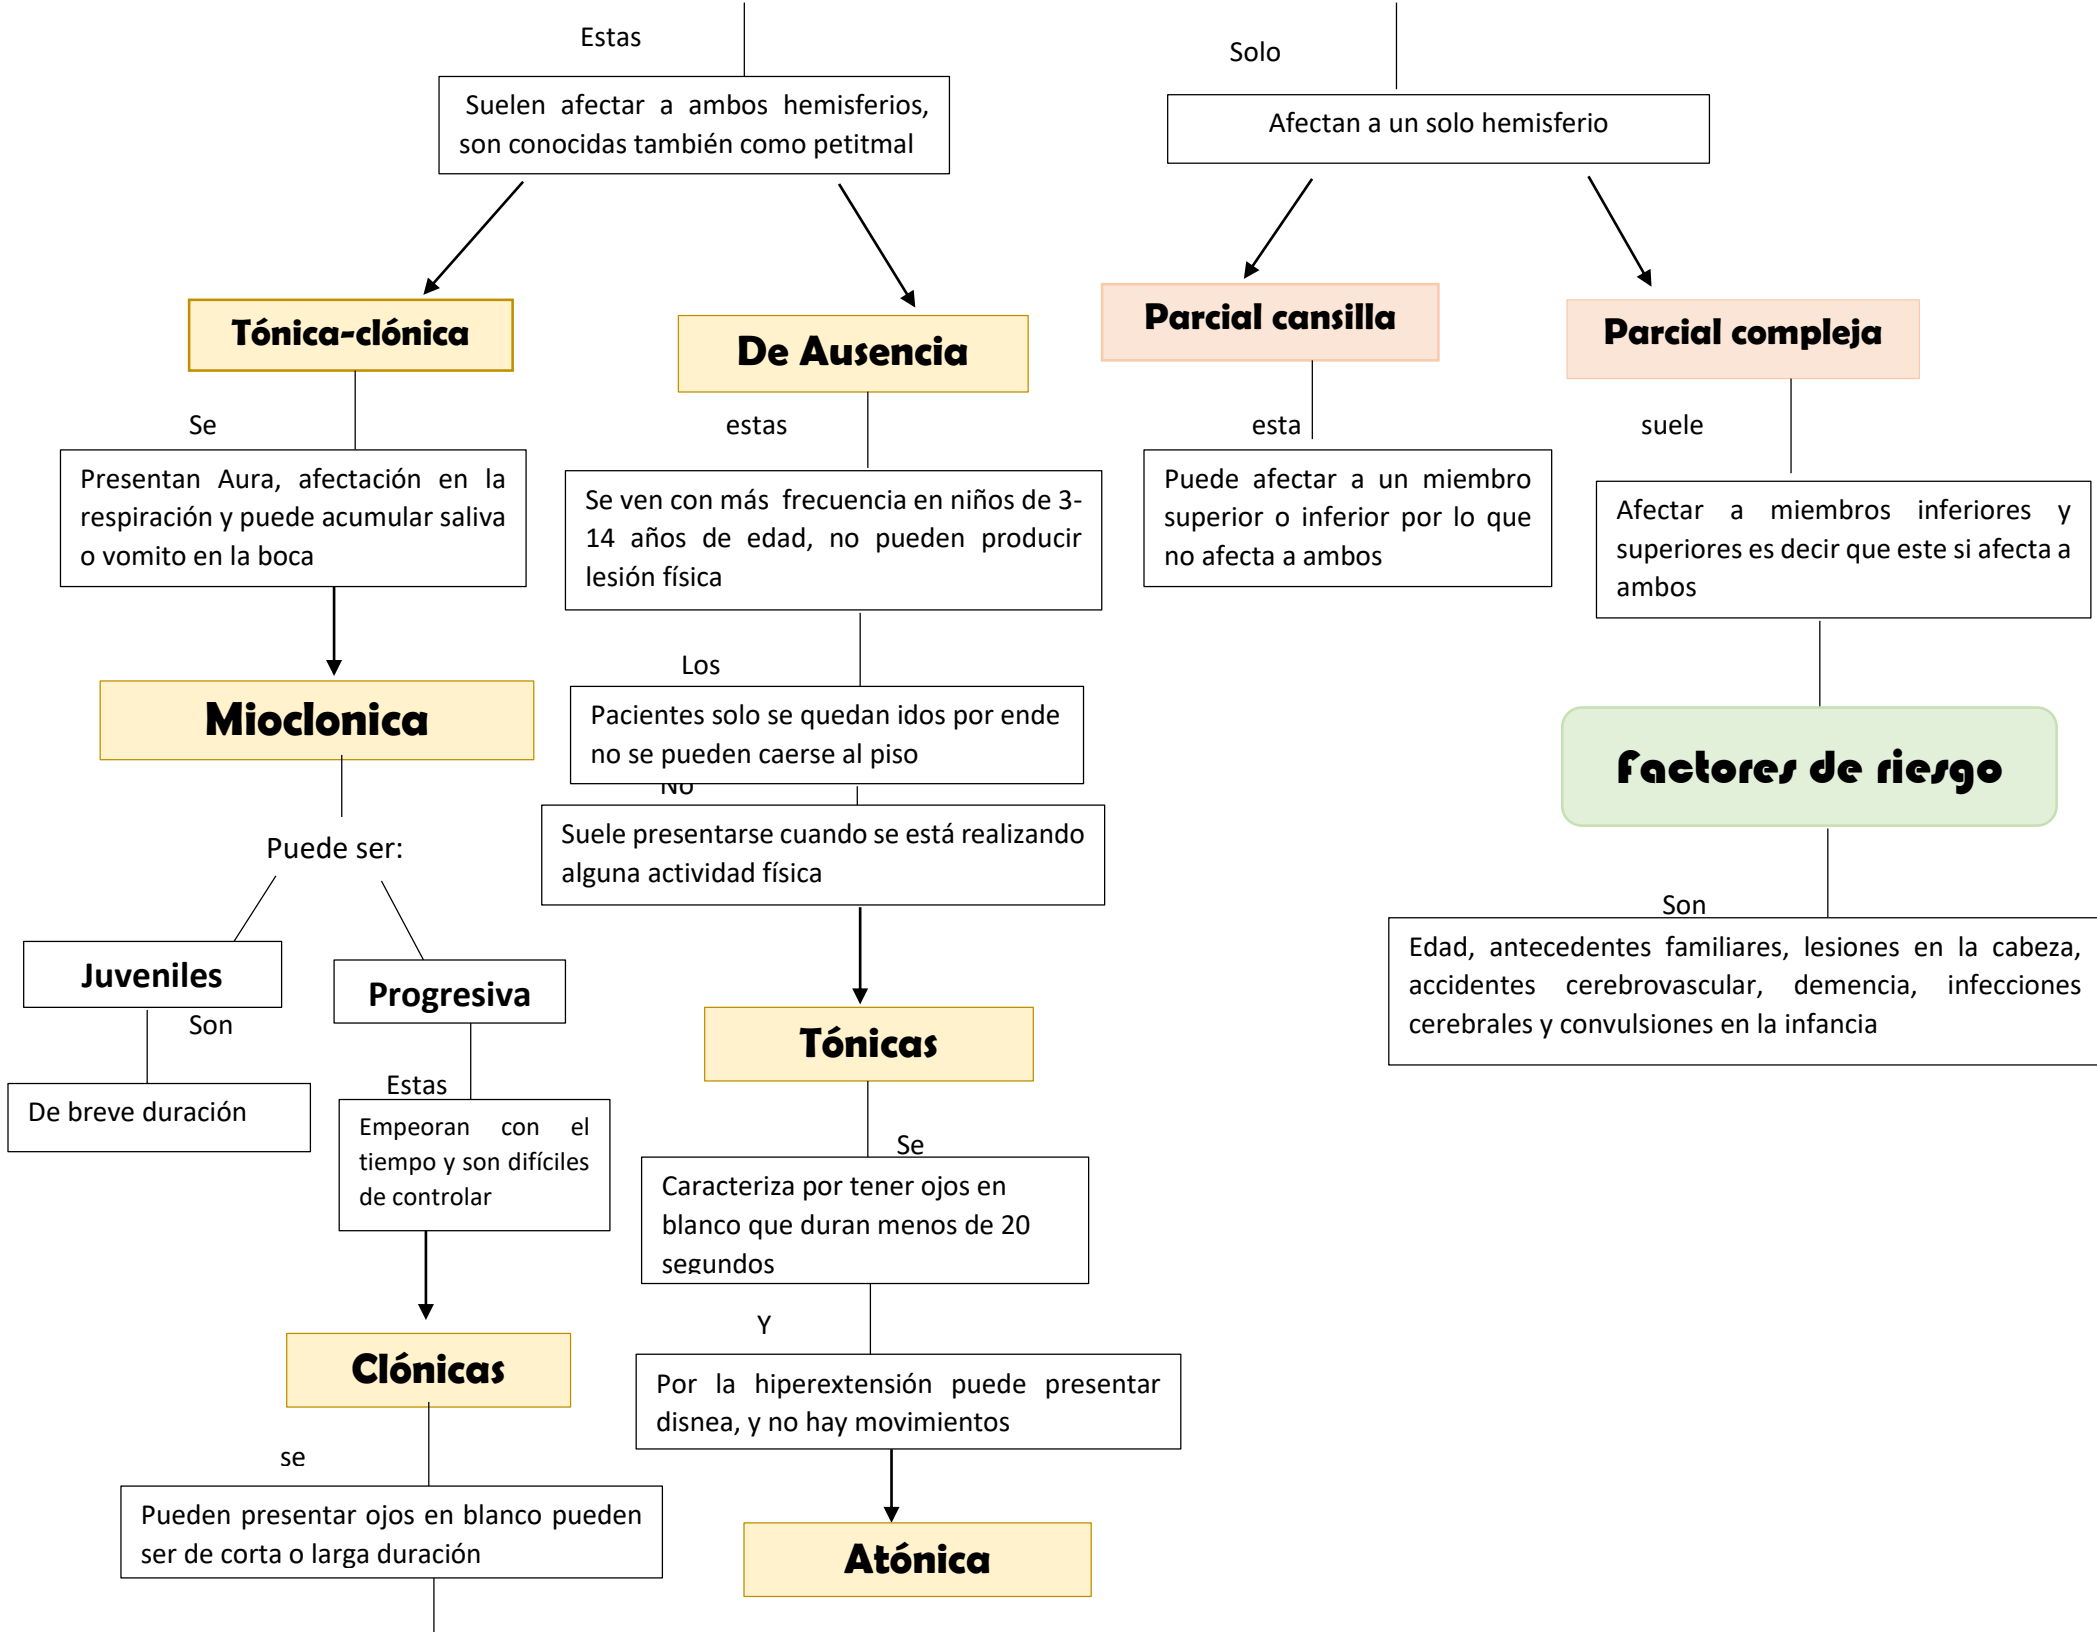 Estas
Suelen afectar a ambos hemisferios,
son conocidas también como petitmal
Solo
Afectan a un solo hemisferio
Tónica-clónica
Se
Presentan Aura, afectación en la
respiración y puede acumular saliva
o vomito en la boca
Mioclonica
Puede ser:
Juveniles
Son
De breve duración
Progresiva
Estas
Empeoran con el
tiempo y son difíciles
de controlar
Clónicas
se
Pueden presentar ojos en blanco pueden
ser de corta o larga duración
De Ausencia
estas
Se ven con más frecuencia en niños de 3-
14 años de edad, no pueden producir
lesión física
Los
Pacientes solo se quedan idos por ende
no se pueden caerse al piso
No
Suele presentarse cuando se está realizando
alguna actividad física
Tónicas
Se
Caracteriza por tener ojos en
blanco que duran menos de 20
segundos
Y
Por la hiperextensión puede presentar
disnea, y no hay movimientos
Atónica
Parcial cansilla
esta
Puede afectar a un miembro
superior o inferior por lo que
no afecta a ambos
Parcial compleja
suele
Afectar a miembros inferiores y
superiores es decir que este si afecta a
ambos
Factores de riesgo
Son
Edad, antecedentes familiares, lesiones en la cabeza,
accidentes cerebrovascular, demencia, infecciones
cerebrales y convulsiones en la infancia